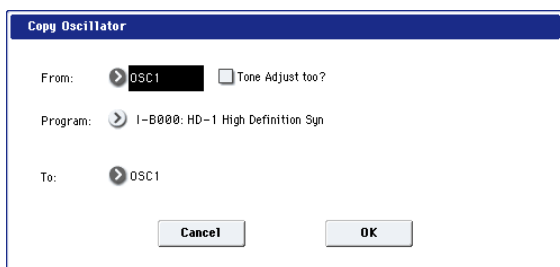 Copy Oscillator
From: OSC1 Tone Adjust too?
Program: I-B000: HD-1 High Definition Syn
To: OSC1
Cancel OK